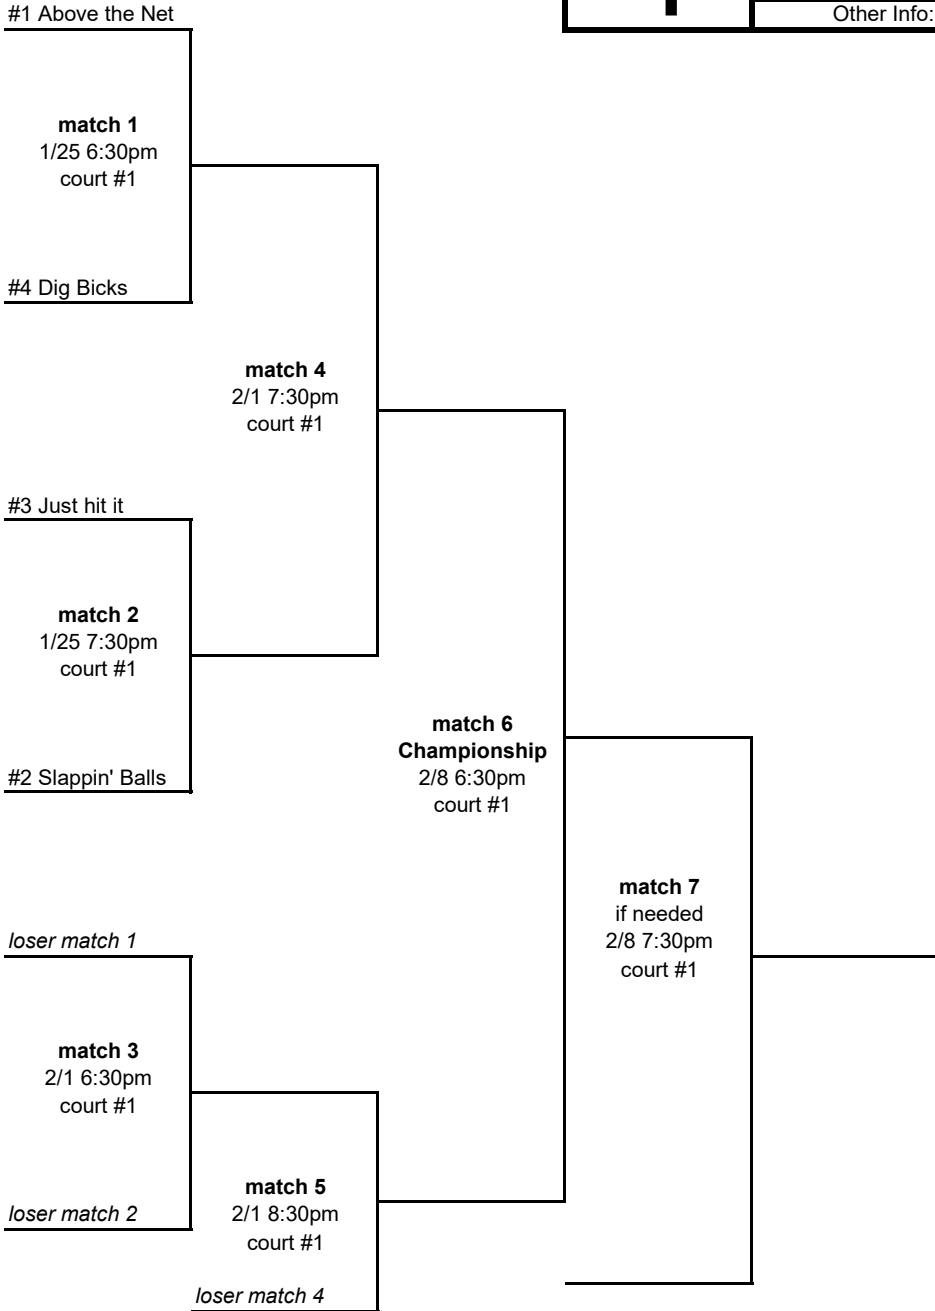 #1 Above the Net
Other Info:
match 1
1/25 6:30pm
court #1
#4 Dig Bicks
match 4
2/1 7:30pm
court #1
#3 Just hit it
match 2
1/25 7:30pm
court #1
#2 Slappin' Balls
match 6
Championship
2/8 6:30pm
court #1
match 7
if needed
2/8 7:30pm
court #1
loser match 1
match 3
2/1 6:30pm
court #1
loser match 2
match 5
2/1 8:30pm
court #1
loser match 4